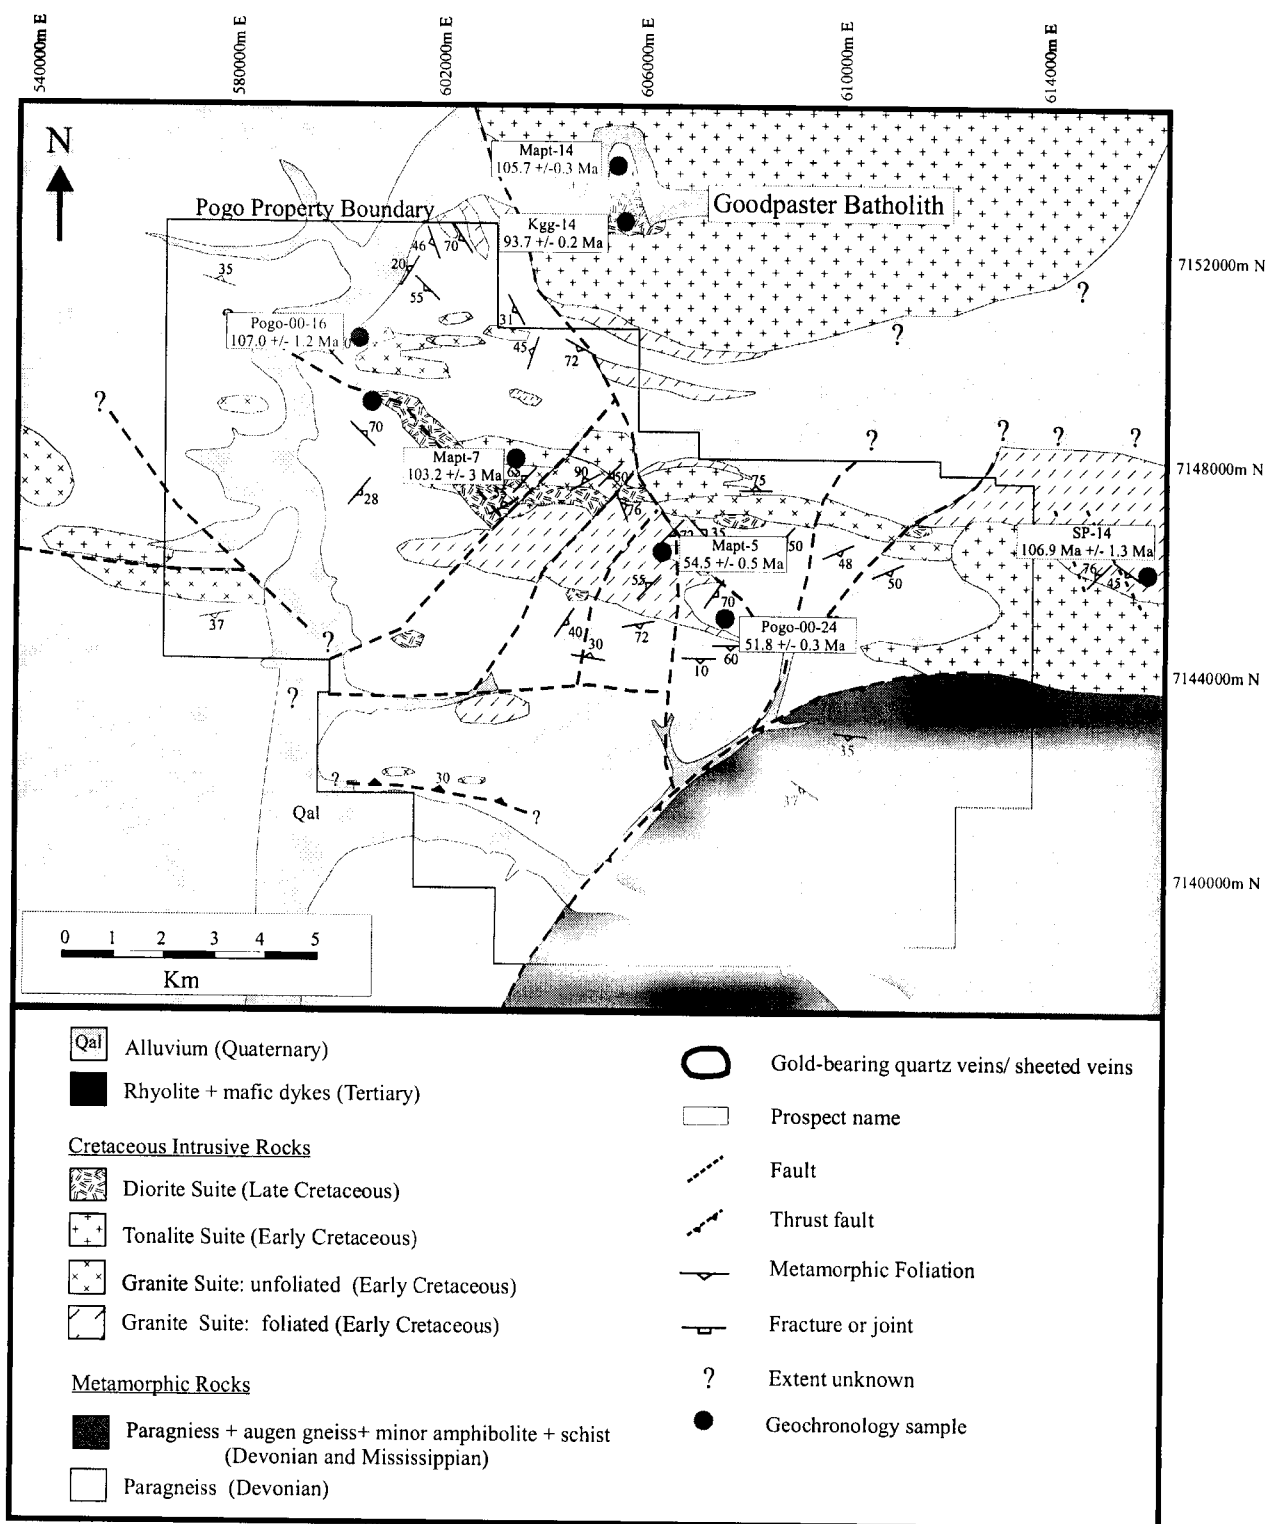 540000m E
580000m E
602000m E
606000m E
610000m E
614000m E
N
Mapt-14
105.7 +/-0.3 Ma
Pogo Property Boundary
Goodpaster Batholith
Kgg-14
93.7 +/- 0.2 Ma
46
70
20
35
55
7152000m N
?
31
Pogo-00-16
107.0 +/- 1.2 Ma
45
72
?
?
70
?
?
?
?
Mapt-7
103.2 +/- 3 Ma
90
50
75
7148000m N
28
76
35
SP-14
106.9 Ma +/- 1.3 Ma
Mapt-5
54.5 +/- 0.5 Ma
50
48
76
45
55
50
70
37
40
72
Pogo-00-24
51.8 +/- 0.3 Ma
?
30
60
10
7144000m N
?
35
?
30
37
?
Qal
7140000m N
0 1 2 3 4 5
Km
Qal Alluvium (Quaternary)
Rhyolite + mafic dykes (Tertiary)
Cretaceous Intrusive Rocks
Diorite Suite (Late Cretaceous)
Tonalite Suite (Early Cretaceous)
Granite Suite: unfoliated (Early Cretaceous)
Granite Suite: foliated (Early Cretaceous)
Metamorphic Rocks
Paragniess + augen gneiss+ minor amphibolite + schist
(Devonian and Mississippian)
Paragneiss (Devonian)
Gold-bearing quartz veins/ sheeted veins
Prospect name
Fault
Thrust fault
Metamorphic Foliation
Fracture or joint
? Extent unknown
Geochronology sample